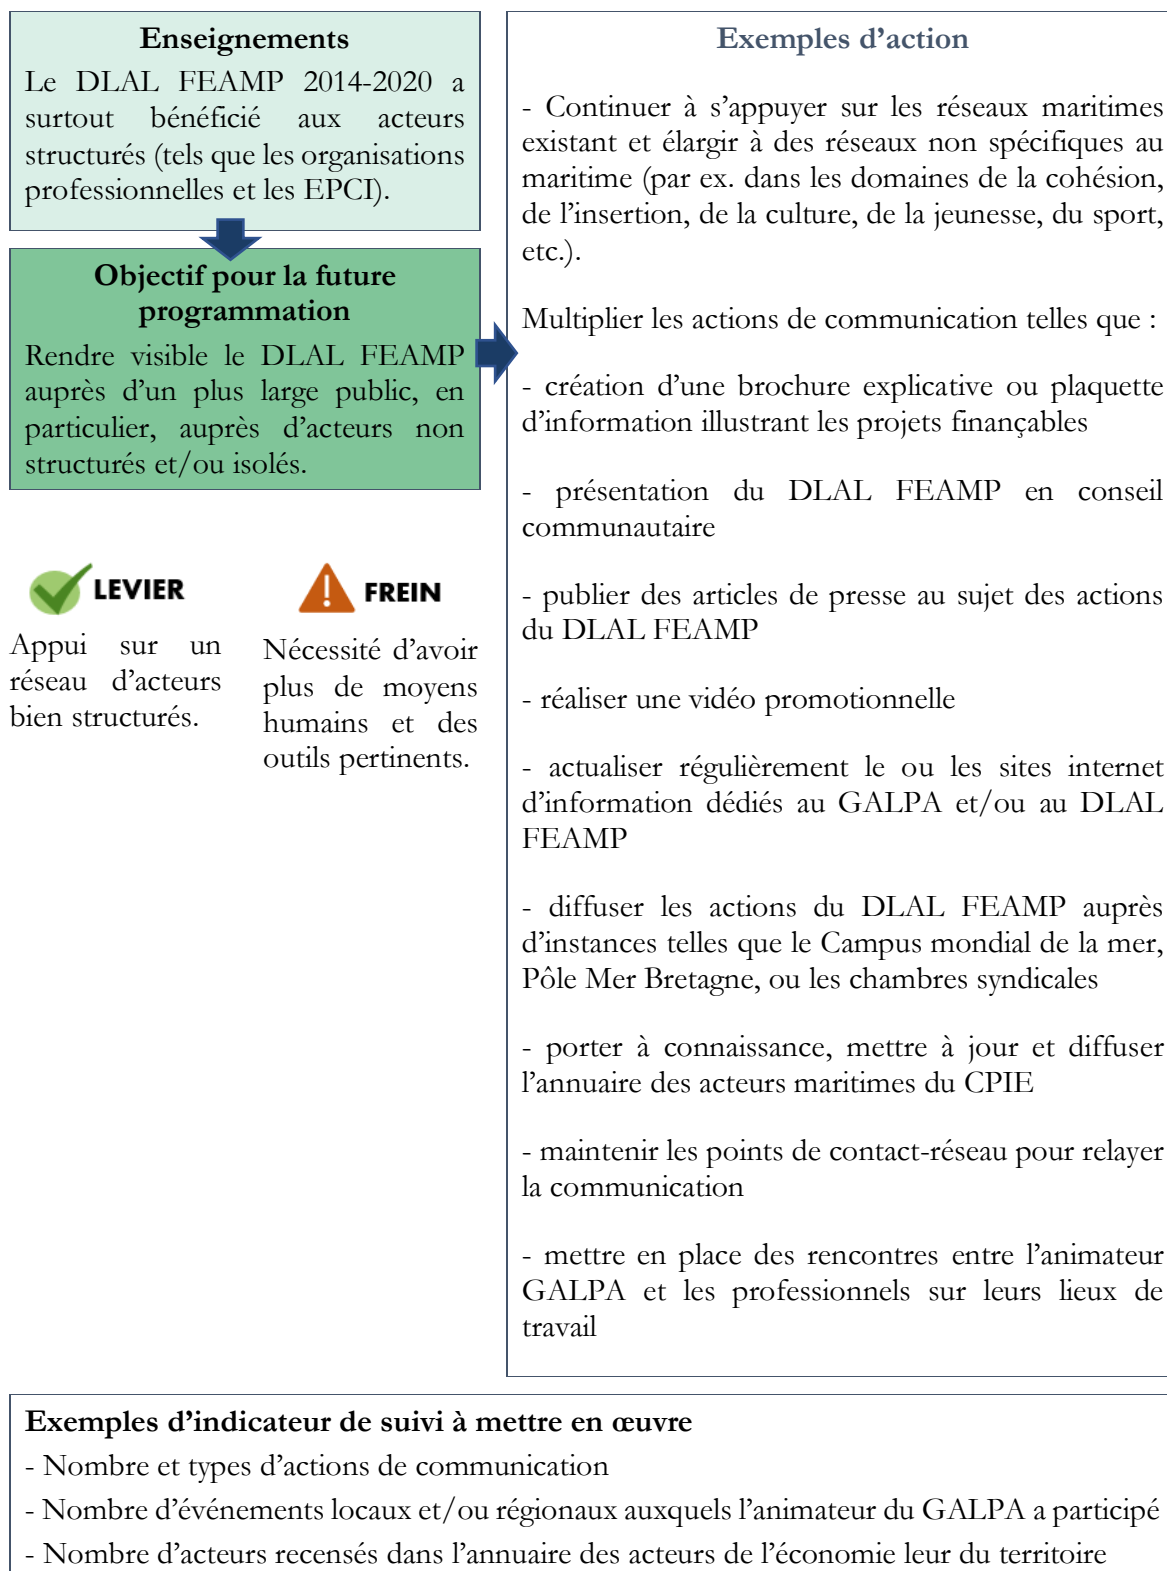 Enseignements
Le DLAL FEAMP 2014-2020 a
surtout bénéficié aux acteurs
structurés (tels que les organisations
professionnelles et les EPCI).
Objectif pour la future
programmation
Rendre visible le DLAL FEAMP
auprès d’un plus large public, en
particulier, auprès d’acteurs non
structurés et/ou isolés.
LEVIER
Appui sur un
réseau d’acteurs
bien structurés.
FREIN
Nécessité d’avoir
plus de moyens
humains et des
outils pertinents.
Exemples d’action
- Continuer à s’appuyer sur les réseaux maritimes
existant et élargir à des réseaux non spécifiques au
maritime (par ex. dans les domaines de la cohésion,
de l’insertion, de la culture, de la jeunesse, du sport,
etc.).
Multiplier les actions de communication telles que :
- création d’une brochure explicative ou plaquette
d’information illustrant les projets finançables
- présentation du DLAL FEAMP en conseil
communautaire
- publier des articles de presse au sujet des actions
du DLAL FEAMP
- réaliser une vidéo promotionnelle
- actualiser régulièrement le ou les sites internet
d’information dédiés au GALPA et/ou au DLAL
FEAMP
- diffuser les actions du DLAL FEAMP auprès
d’instances telles que le Campus mondial de la mer,
Pôle Mer Bretagne, ou les chambres syndicales
- porter à connaissance, mettre à jour et diffuser
l’annuaire des acteurs maritimes du CPIE
- maintenir les points de contact-réseau pour relayer
la communication
- mettre en place des rencontres entre l’animateur
GALPA et les professionnels sur leurs lieux de
travail
Exemples d’indicateur de suivi à mettre en œuvre
- Nombre et types d’actions de communication
- Nombre d’événements locaux et/ou régionaux auxquels l’animateur du GALPA a participé
- Nombre d’acteurs recensés dans l’annuaire des acteurs de l’économie leur du territoire